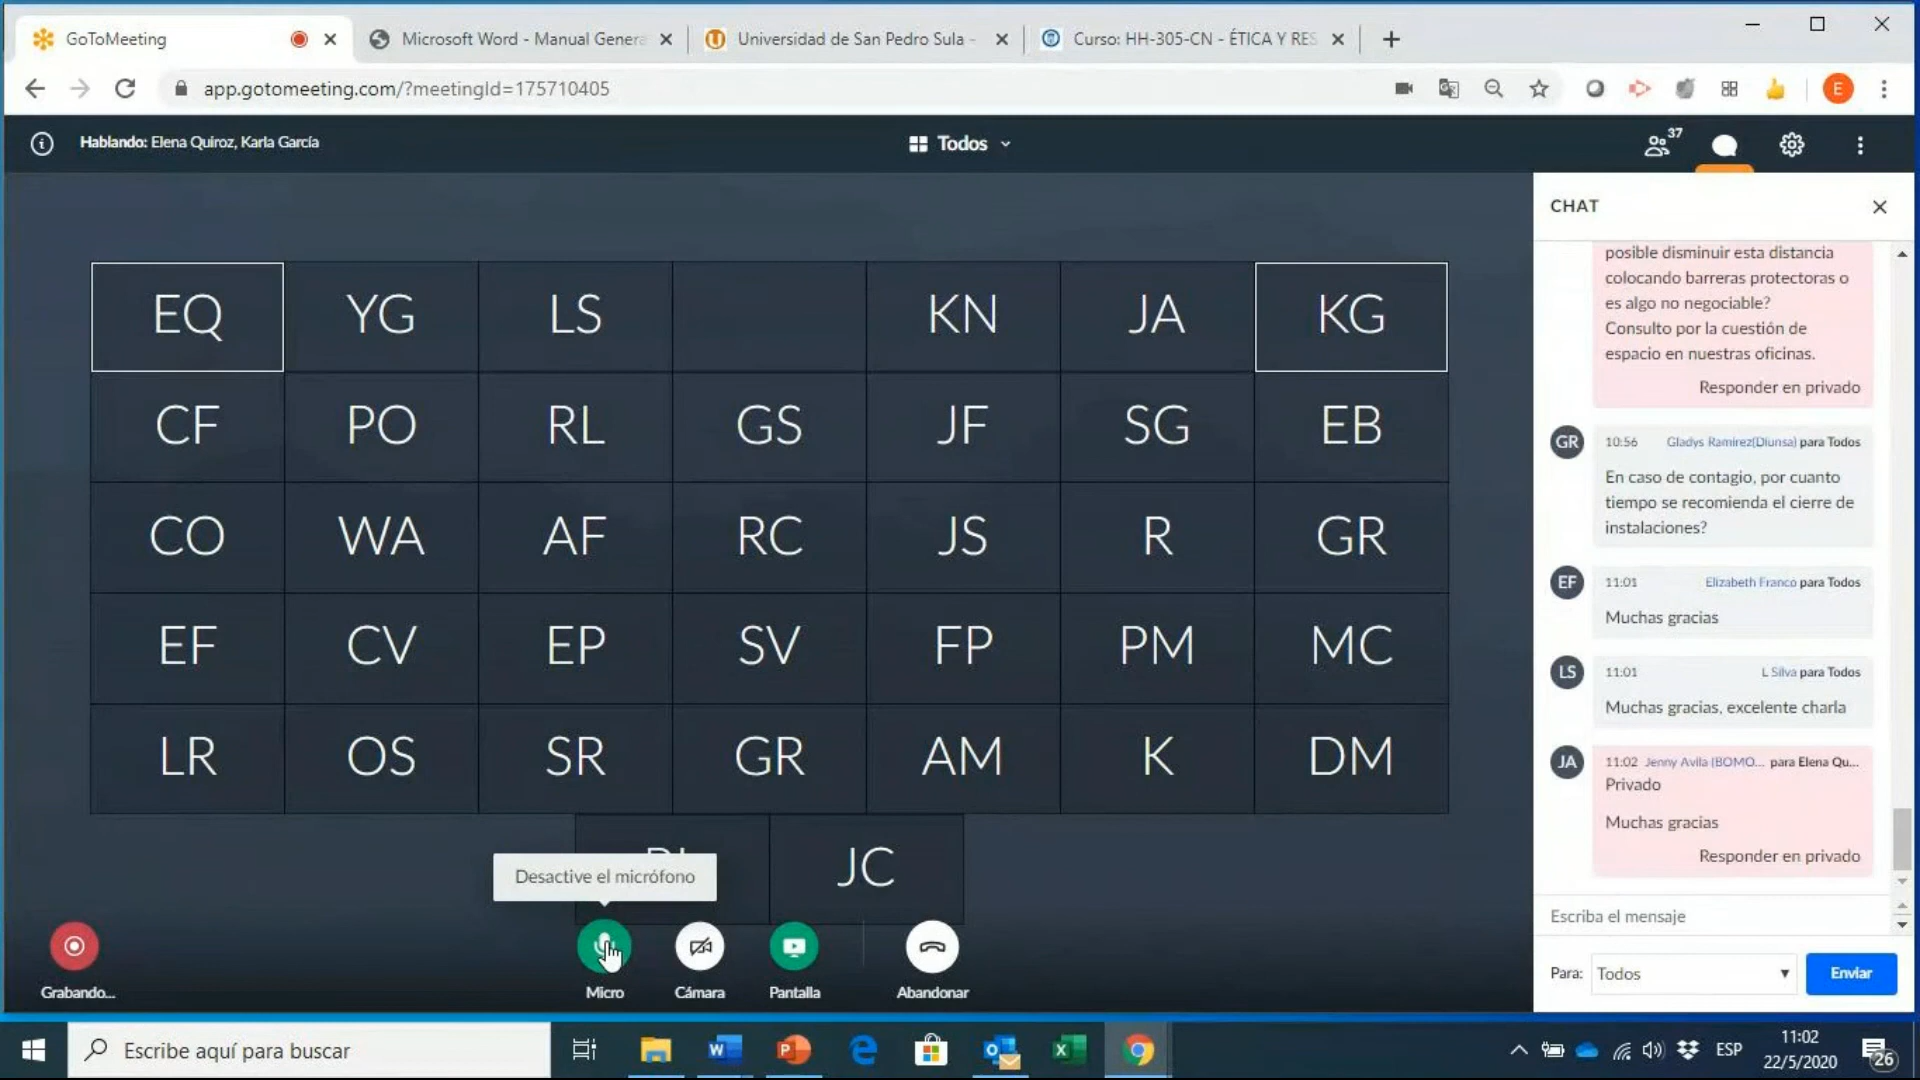 GoToMeeting
Microsoft Word - Manual Genera
Universidad de San Pedro Sula -
Curso: HH-305-CN - ÉTICA Y RES
app.gotomeeting.com/?meetingId=175710405
E
Hablando: Elena Quiroz, Karla García
Todos
37
EQ
YG
LS
KN
JA
KG
CF
PO
RL
GS
JF
SG
EB
CO
WA
AF
RC
JS
R
GR
EF
CV
EP
SV
FP
PM
MC
LR
OS
SR
GR
AM
K
DM
JC
Desactive el micrófono
Grabando...
Micro
Cámara
Pantalla
Abandonar
CHAT
posible disminuir esta distancia
colocando barreras protectoras o
es algo no negociable?
Consulto por la cuestión de
espacio en nuestras oficinas.
Responder en privado
GR
10:56 Gladys Ramirez(Diunsa) para Todos
En caso de contagio, por cuanto
tiempo se recomienda el cierre de
instalaciones?
EF
11:01 Elizabeth Franco para Todos
Muchas gracias
LS
11:01 L Silva para Todos
Muchas gracias, excelente charla
JA
11:02 Jenny Avila (BOMO... para Elena Qu...
Privado
Muchas gracias
Responder en privado
Escriba el mensaje
Para: Todos
Enviar
Escribe aquí para buscar
ESP
11:02
22/5/2020
26